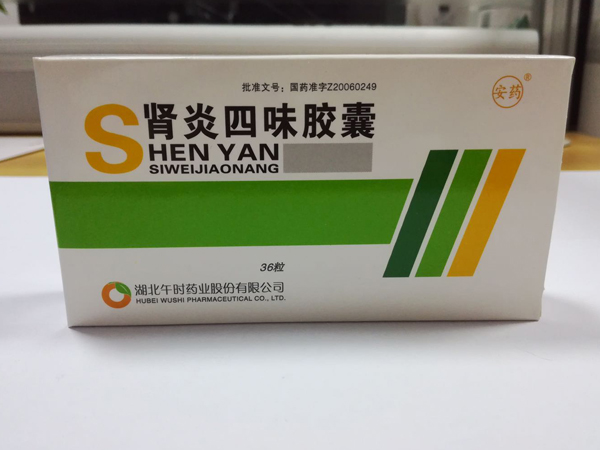 批准文号：国药准字Z20060249
安药®
肾炎四味胶囊
SHEN YAN
SIWEIJIAONANG
36粒
湖北午时药业股份有限公司
HUBEI WUSHI PHARMACEUTICAL CO., LTD.